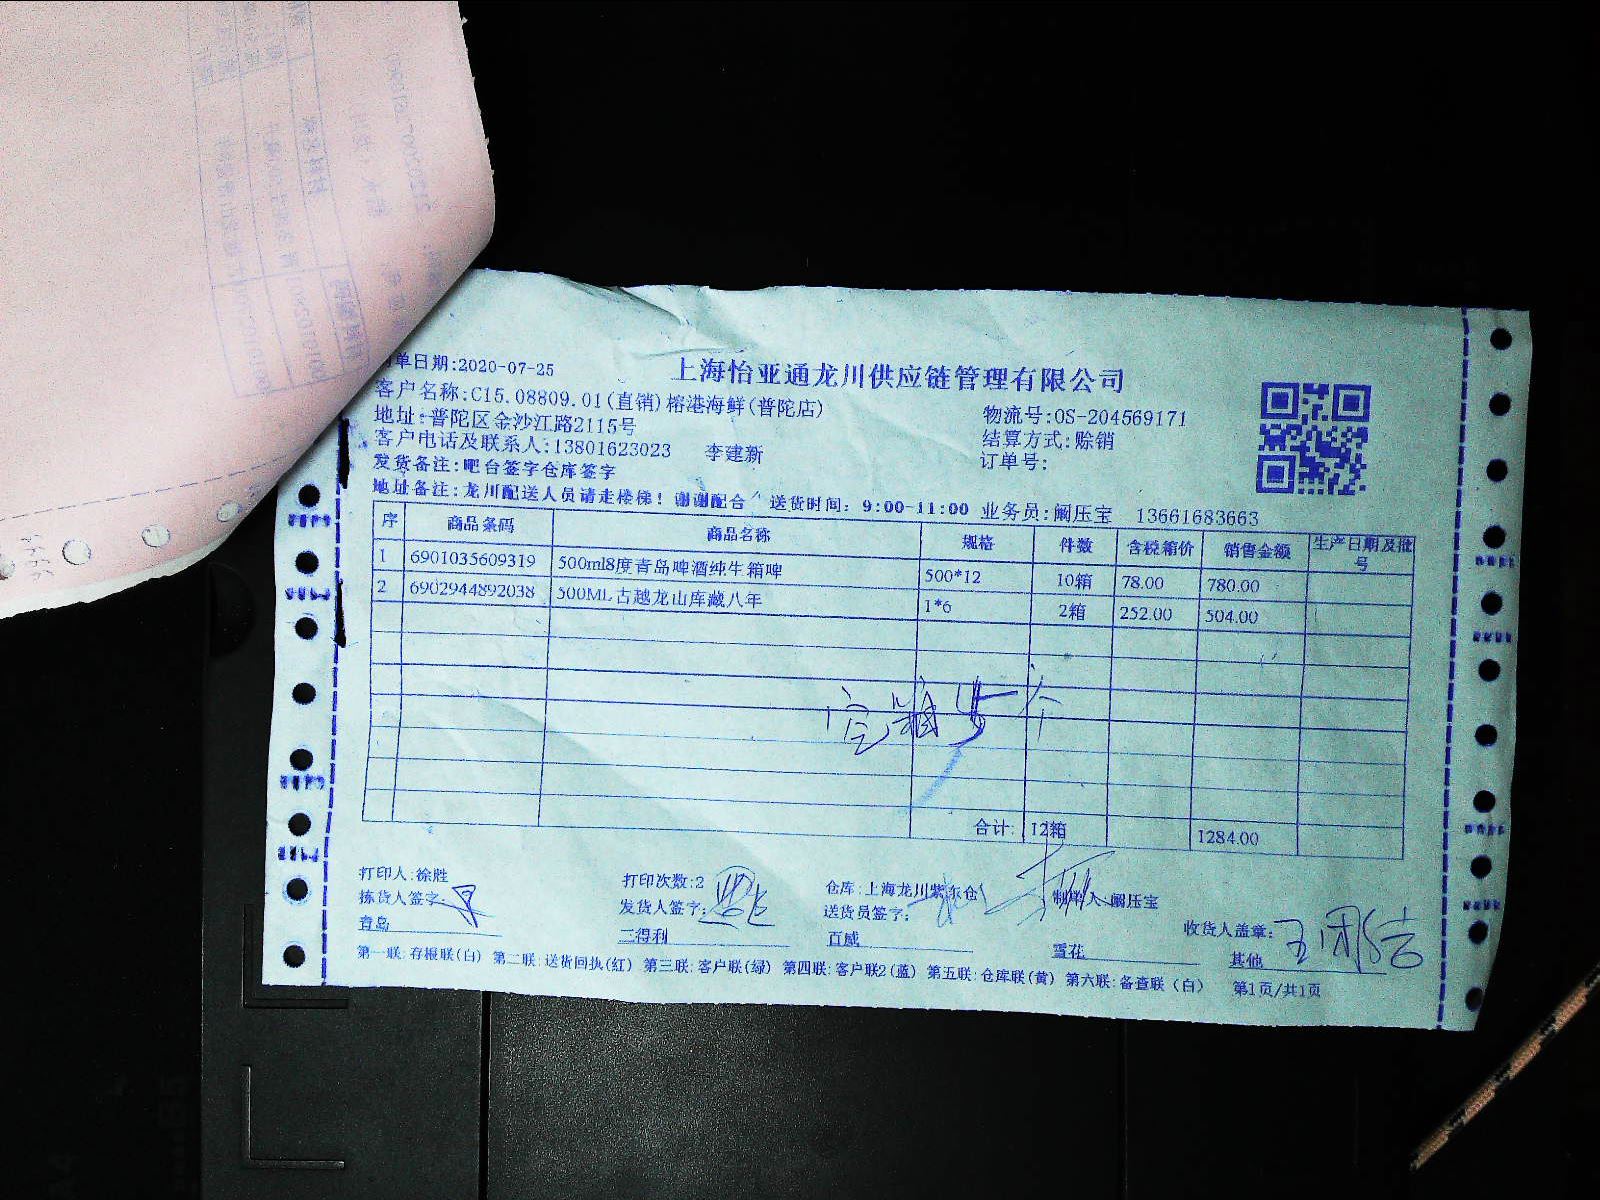 单日期:2020-07-25
上海怡亚通龙川供应链管理有限公司
客户名称:C15.08809.01(直销)榕港海鲜(普陀店)
物流号:OS-204569171
地址:普陀区金沙江路2115号
结算方式:赊销
客户电话及联系人:13801623023 李建新
订单号:
发货备注:吧台签字仓库签字
地址备注:龙川配送人员请走楼梯！谢谢配合 送货时间: 9:00-11:00 业务员:阚压宝 13661683663
序 商品条码 商品名称 规格 件数 含税箱价 销售金额 生产日期及批号
1 6901035609319 500ml8度青岛啤酒纯生箱啤 500*12 10箱 78.00 780.00
2 6902944892038 500ML古越龙山库藏八年 1*6 2箱 252.00 504.00
空箱5个
合计: 12箱 1284.00
打印人:徐胜 打印次数:2 仓库:上海龙川紫东仓 制单人:阚压宝
拣货人签字: 发货人签字: 送货员签字: 收货人盖章:
青岛 三得利 百威 雪花 其他
第一联:存根联(白) 第二联:送货回执(红) 第三联:客户联(绿) 第四联:客户联2(蓝) 第五联:仓库联(黄) 第六联:备查联(白) 第1页/共1页